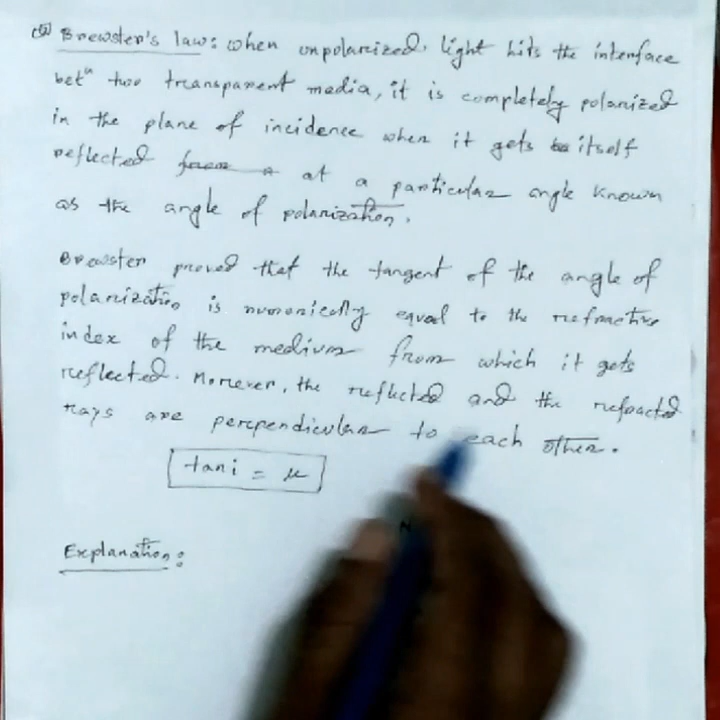 Brewster's law: when unpolarized light hits the interface
betn two transparent media, it is completely polarized
in the plane of incidence when it gets itself
reflected at a particular angle known
as the angle of polarization.
Brewster proved that the tangent of the angle of
polarization is numerically equal to the refractive
index of the medium from which it gets
reflected. Moreover, the reflected and the refracted
rays are perpendicular to each other.
tani = μ
N
Explanation: